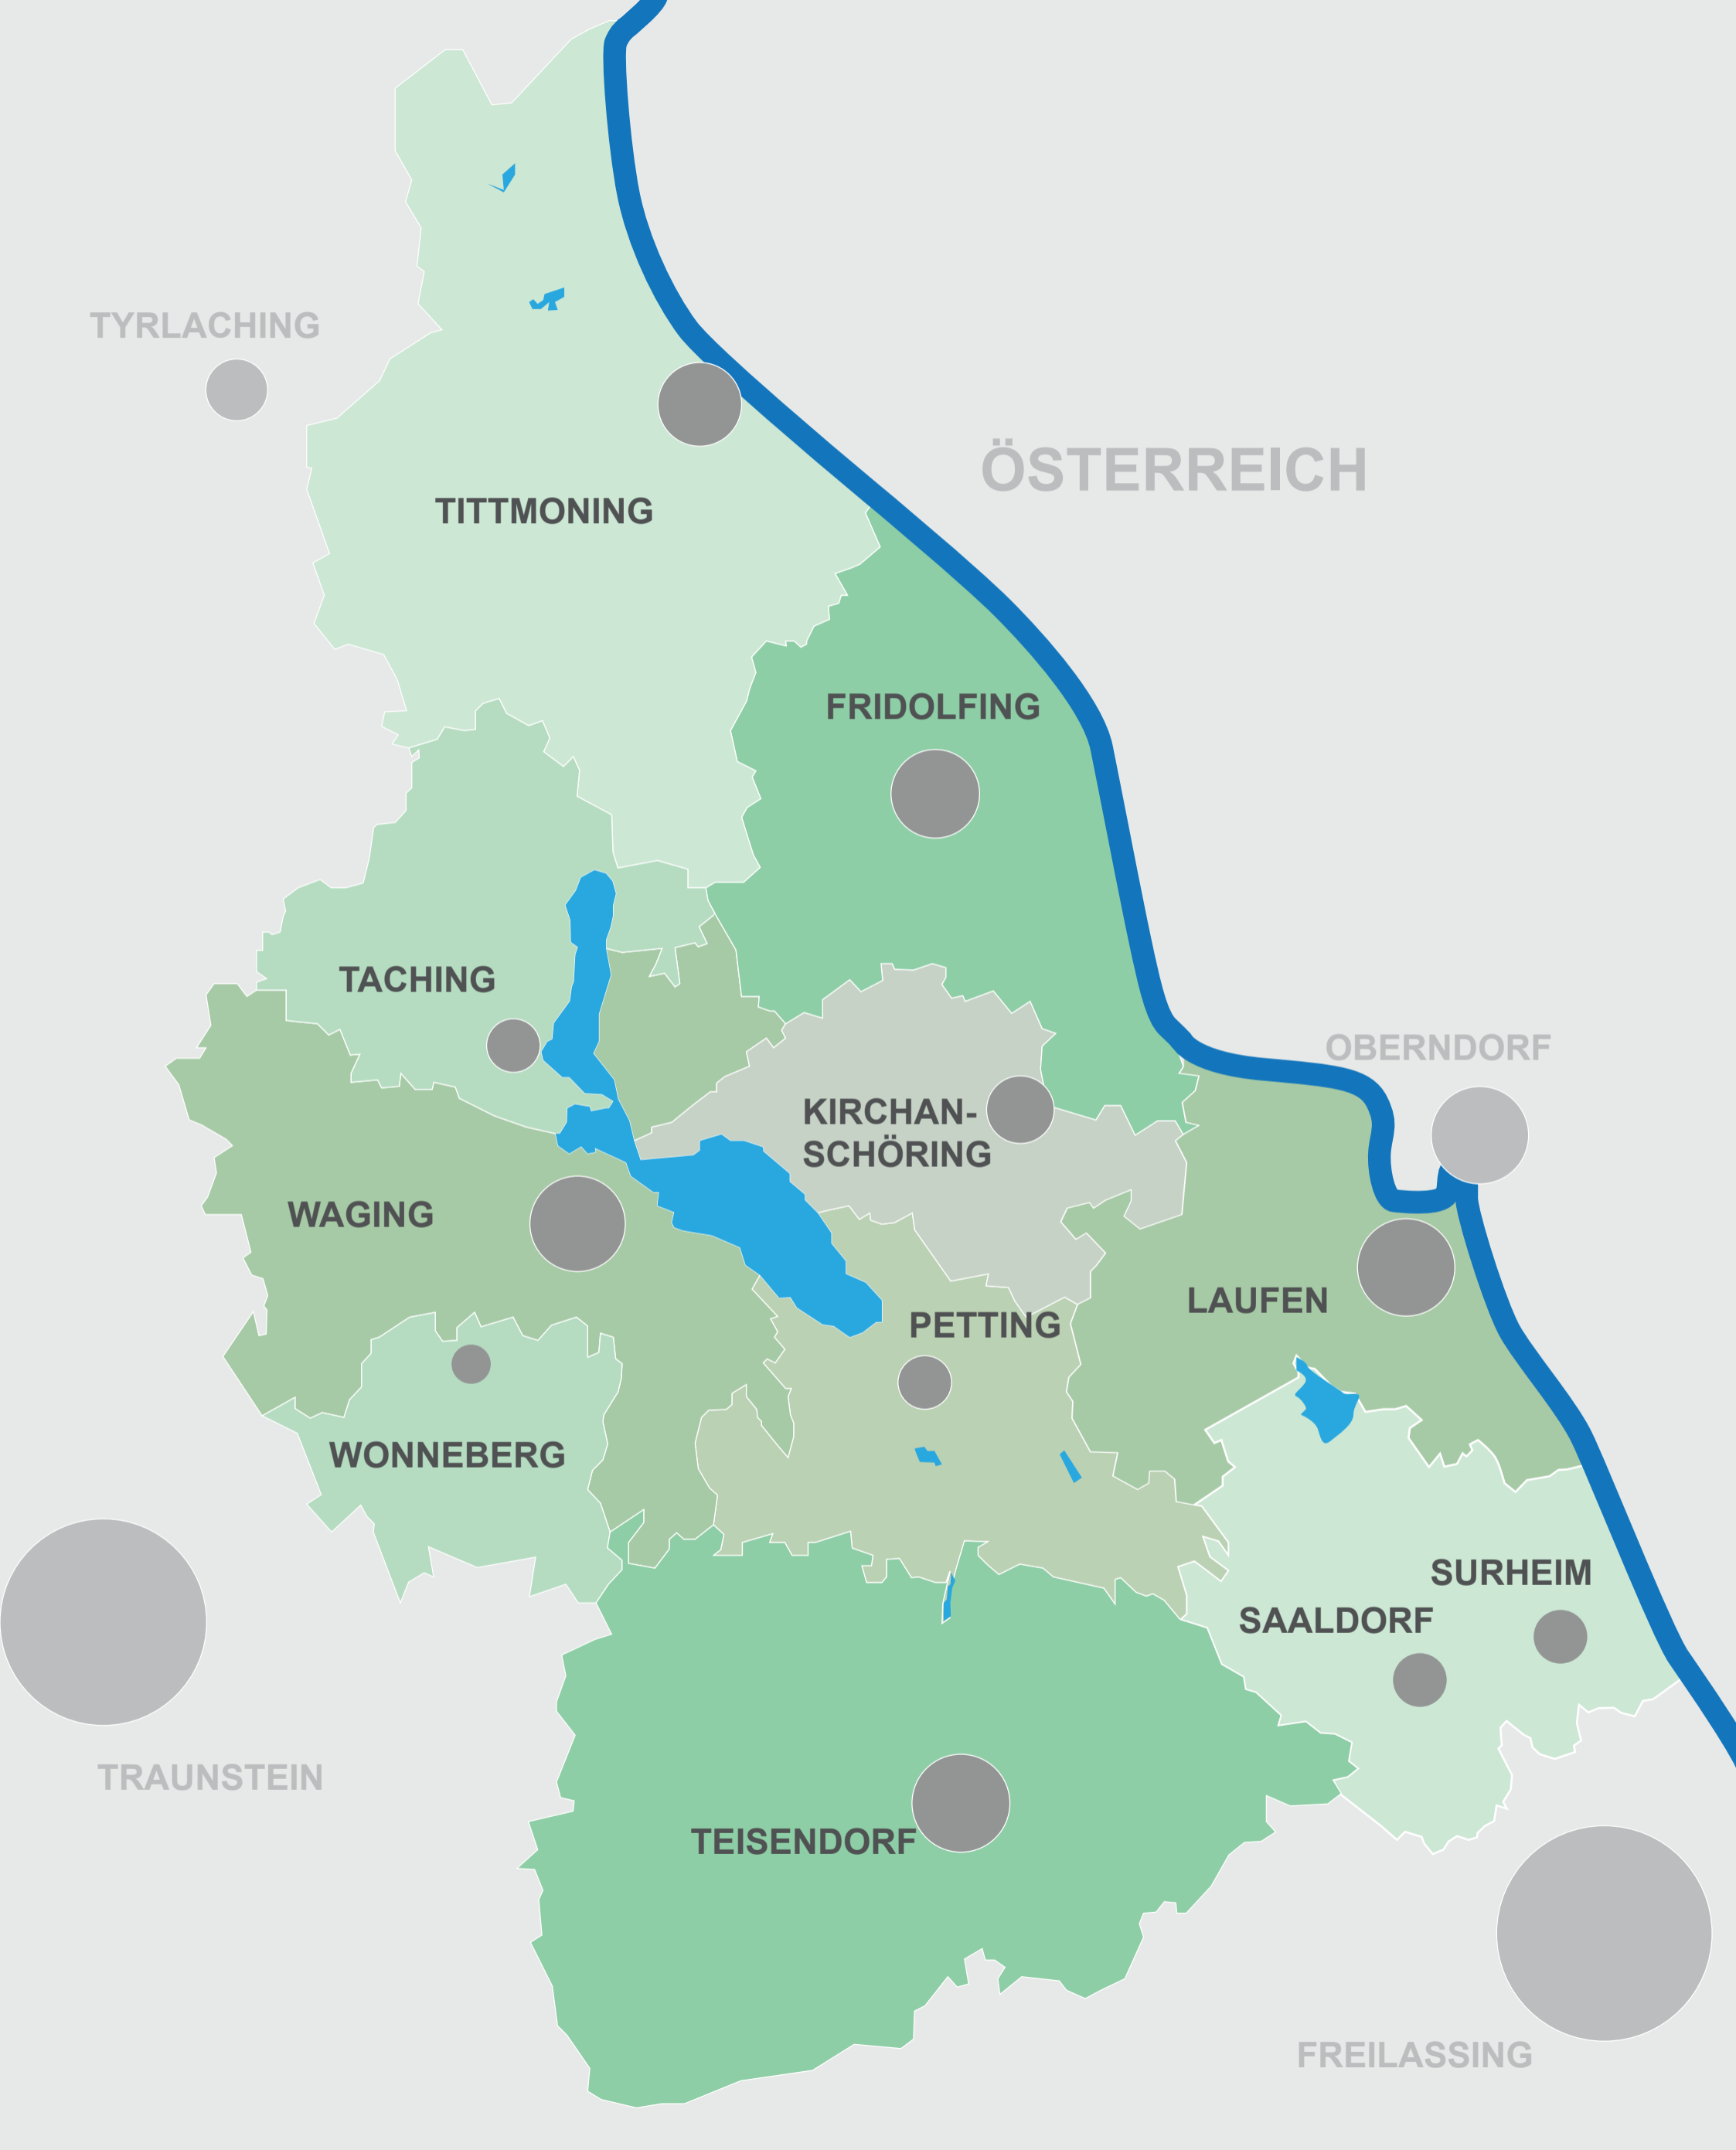 TYRLACHING
ÖSTERREICH
TITTMONING
FRIDOLFING
TACHING
OBERNDORF
KIRCHAN-
SCHÖRING
WAGING
LAUFEN
PETTING
WONNEBERG
SURHEIM
SAALDORF
TRAUNSTEIN
TEISENDORF
FREILASSING